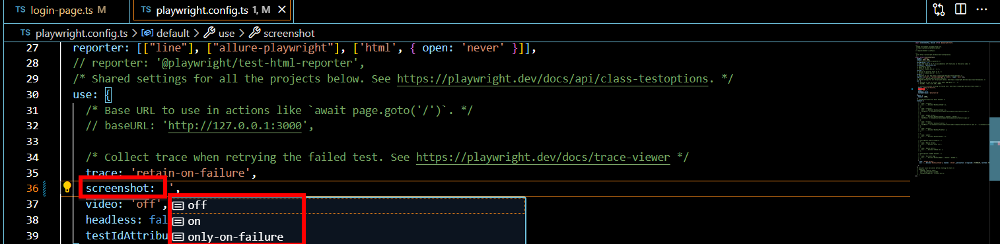 TS login-page.ts M
TS playwright.config.ts 1, M
TS playwright.config.ts > default > use > screenshot
27 reporter: [["line"], ["allure-playwright"], ['html', { open: 'never' }]],
28 // reporter: '@playwright/test-html-reporter',
29 /* Shared settings for all the projects below. See https://playwright.dev/docs/api/class-testoptions. */
30 use: {
31 /* Base URL to use in actions like `await page.goto('/')`. */
32 // baseURL: 'http://127.0.0.1:3000',
33
34 /* Collect trace when retrying the failed test. See https://playwright.dev/docs/trace-viewer */
35 trace: 'retain-on-failure',
36 screenshot: ',
37 video: 'off',
38 headless: fal
39 testIdAttribu
off
on
only-on-failure